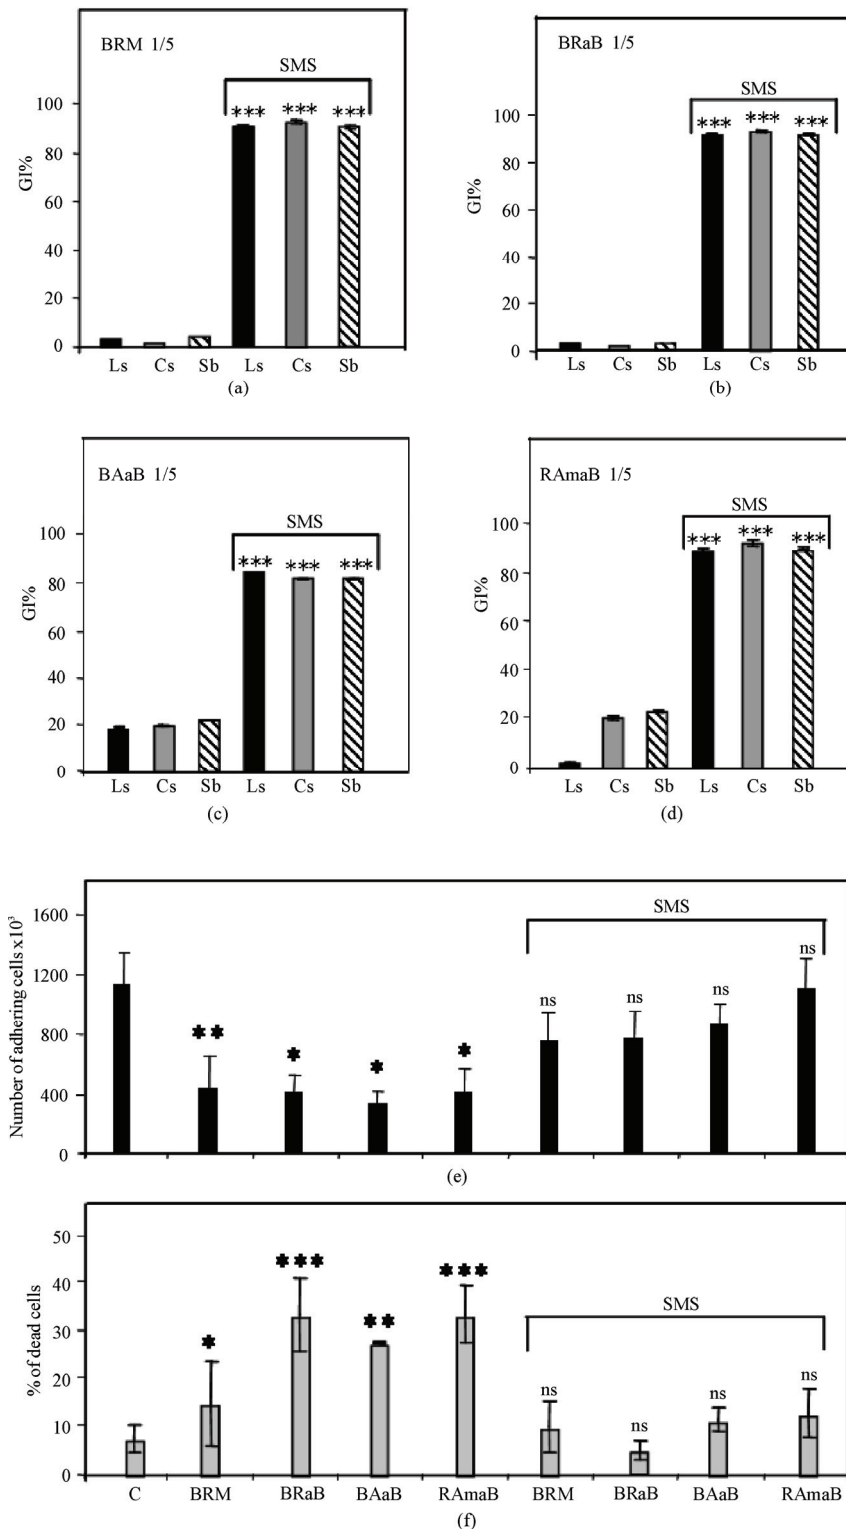 BRM 1/5
SMS
*** *** ***
100
80
60
40
20
0
GI%
Ls Cs Sb Ls Cs Sb
(a)
BRaB 1/5
SMS
*** *** ***
100
80
60
40
20
0
GI%
Ls Cs Sb Ls Cs Sb
(b)
BAaB 1/5
SMS
*** *** ***
100
80
60
40
20
0
GI%
Ls Cs Sb Ls Cs Sb
(c)
RAmaB 1/5
SMS
*** *** ***
100
80
60
40
20
0
GI%
Ls Cs Sb Ls Cs Sb
(d)
Number of adhering cells x10³
1600
1200
800
400
0
SMS
** * * * ns ns ns ns
(e)
% of dead cells
50
40
30
20
10
0
SMS
* *** ** *** ns ns ns ns
C BRM BRaB BAaB RAmaB BRM BRaB BAaB RAmaB
(f)